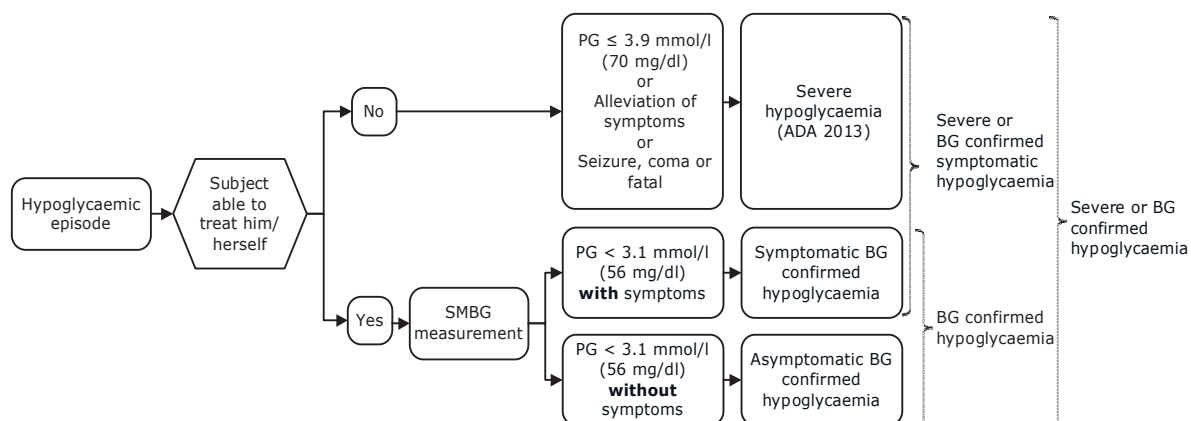 Hypoglycaemic
episode
Subject
able to
treat him/
herself
No
PG ≤ 3.9 mmol/l
(70 mg/dl)
or
Alleviation of
symptoms
or
Seizure, coma or
fatal
Severe
hypoglycaemia
(ADA 2013)
Yes
SMBG
measurement
PG < 3.1 mmol/l
(56 mg/dl)
with symptoms
Symptomatic BG
confirmed
hypoglycaemia
PG < 3.1 mmol/l
(56 mg/dl)
without
symptoms
Asymptomatic BG
confirmed
hypoglycaemia
Severe or
BG confirmed
symptomatic
hypoglycaemia
BG confirmed
hypoglycaemia
Severe or BG
confirmed
hypoglycaemia